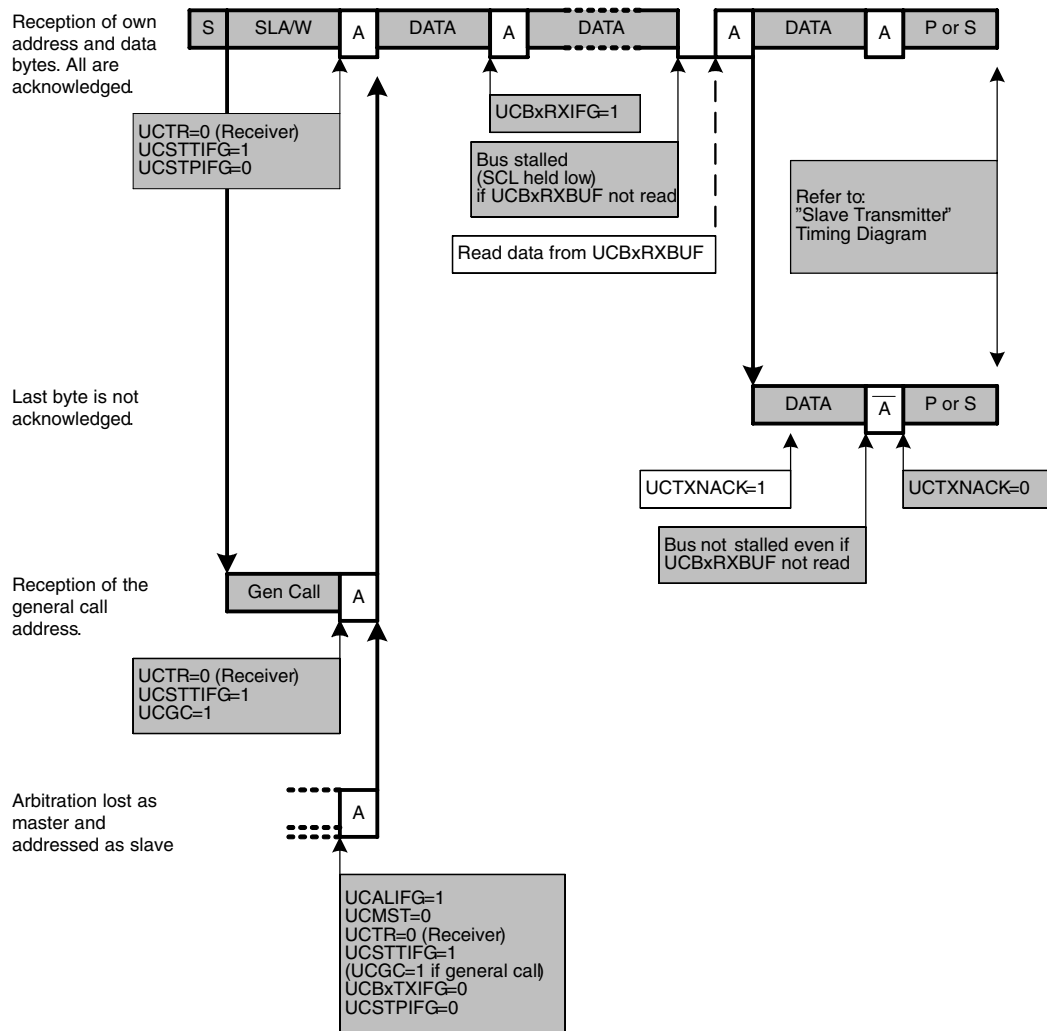 Reception of own
address and data
bytes. All are
acknowledged.
S SLA/W A DATA A DATA A DATA A P or S
UCTR=0 (Receiver)
UCSTTIFG=1
UCSTPIFG=0
UCBxRXIFG=1
Bus stalled
(SCL held low)
if UCBxRXBUF not read
Read data from UCBxRXBUF
Refer to:
”Slave Transmitter”
Timing Diagram
Last byte is not
acknowledged.
DATA A P or S
UCTXNACK=1
UCTXNACK=0
Bus not stalled even if
UCBxRXBUF not read
Reception of the
general call
address.
Gen Call A
UCTR=0 (Receiver)
UCSTTIFG=1
UCGC=1
Arbitration lost as
master and
addressed as slave
A
UCALIFG=1
UCMST=0
UCTR=0 (Receiver)
UCSTTIFG=1
(UCGC=1 if general call)
UCBxTXIFG=0
UCSTPIFG=0